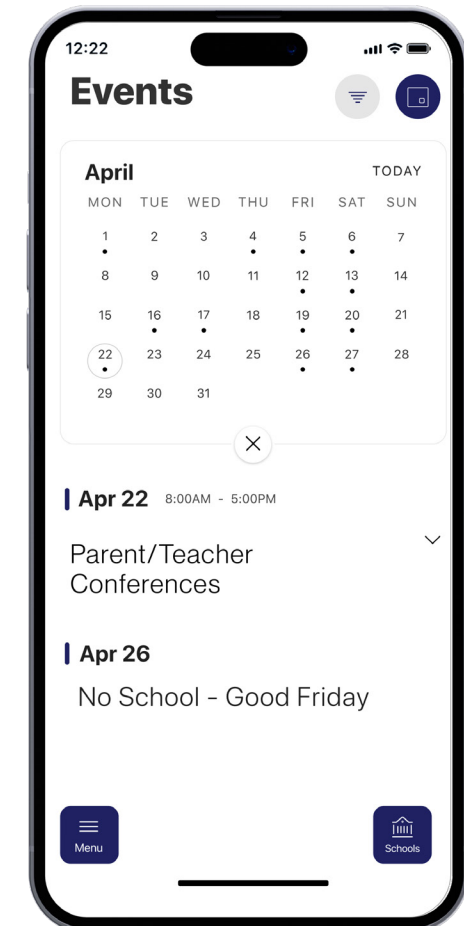 12:22
Events
April TODAY
MON TUE WED THU FRI SAT SUN
1 2 3 4 5 6 7
8 9 10 11 12 13 14
15 16 17 18 19 20 21
22 23 24 25 26 27 28
29 30 31
Apr 22 8:00AM - 5:00PM
Parent/Teacher
Conferences
Apr 26
No School - Good Friday
Menu Schools